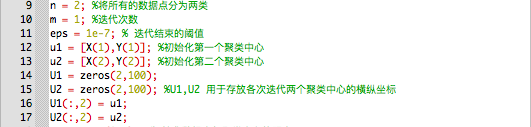 9 n = 2; %将所有的数据点分为两类
10 m = 1; %迭代次数
11 eps = 1e-7; % 迭代结束的阈值
12 u1 = [X(1),Y(1)]; %初始化第一个聚类中心
13 u2 = [X(2),Y(2)]; %初始化第二个聚类中心
14 U1 = zeros(2,100);
15 U2 = zeros(2,100); %U1,U2 用于存放各次迭代两个聚类中心的横纵坐标
16 U1(:,2) = u1;
17 U2(:,2) = u2;